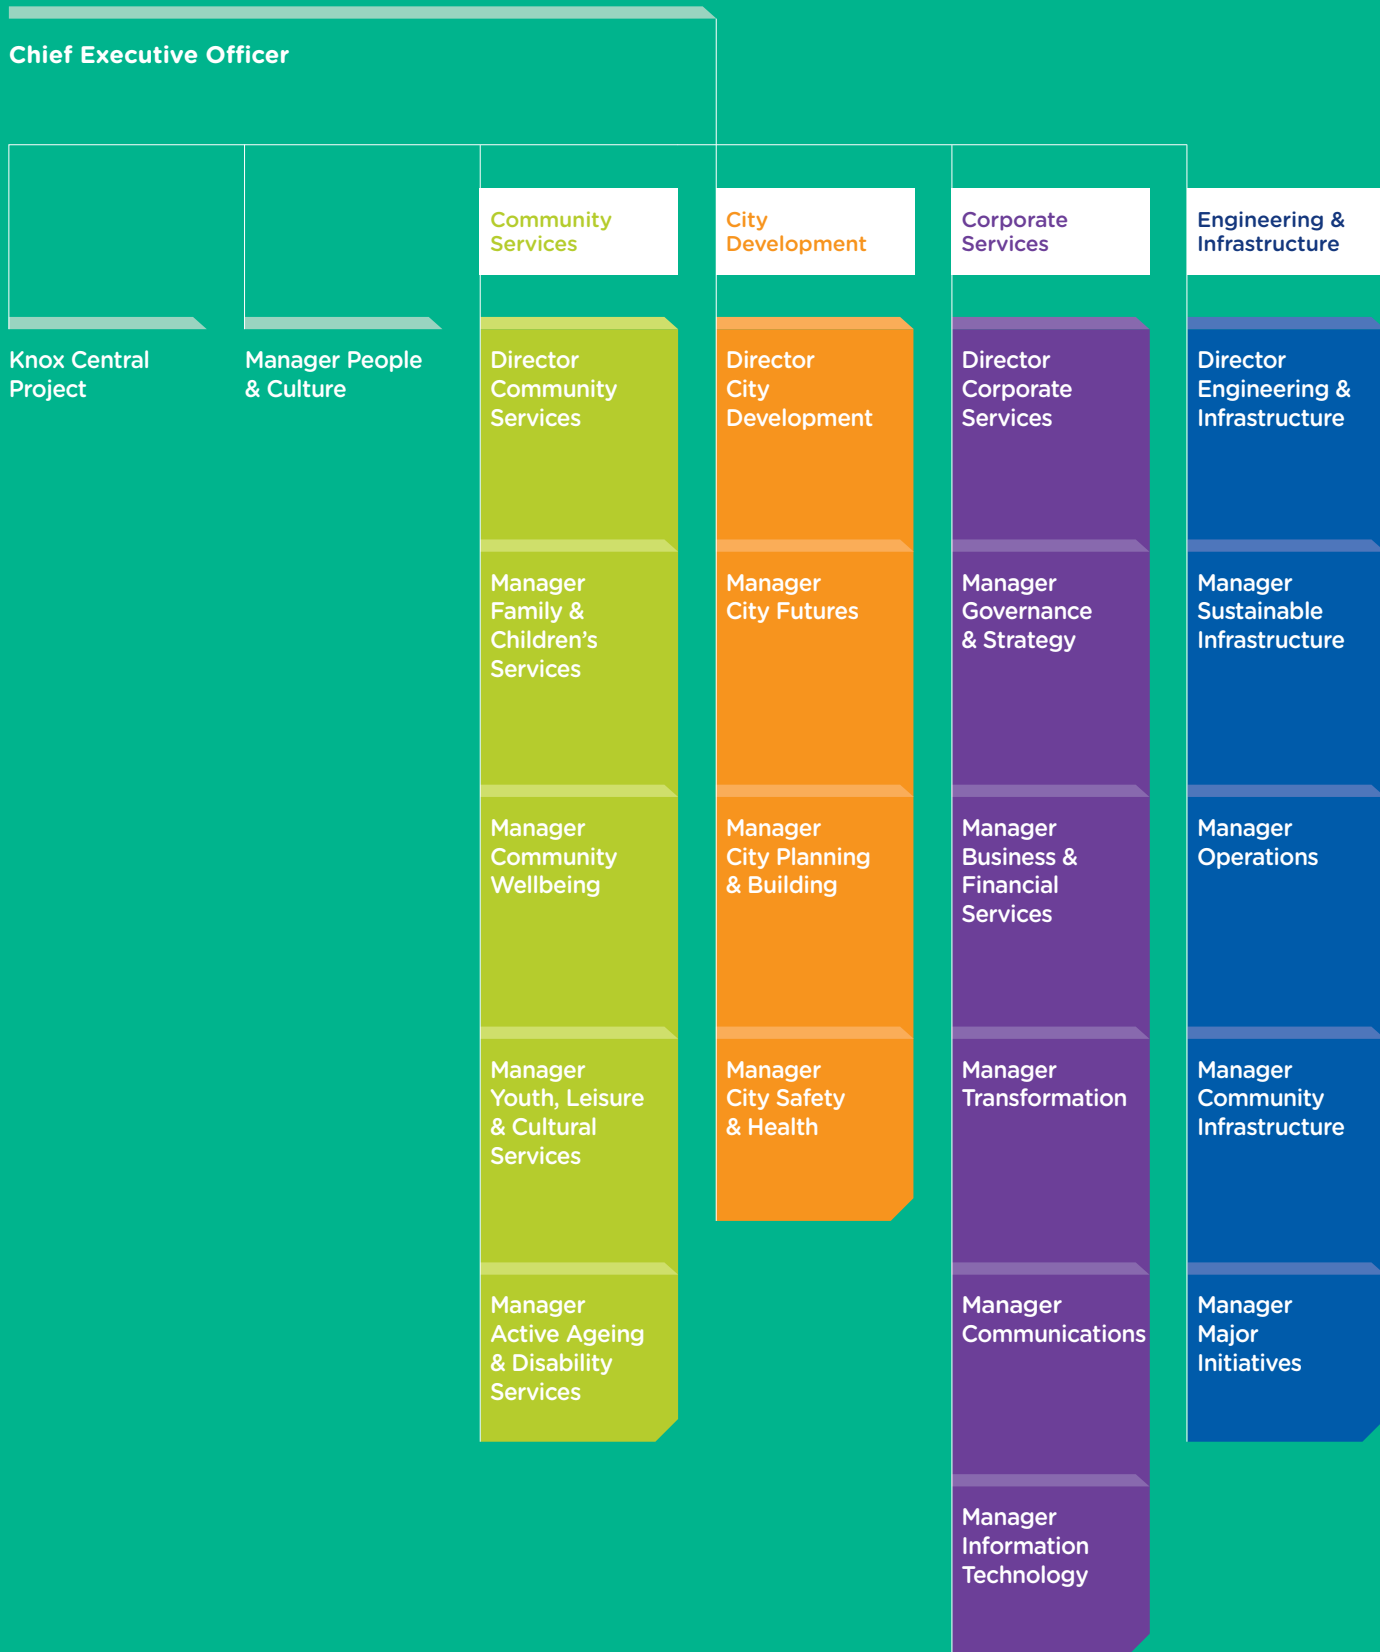 Chief Executive Officer
Knox Central
Project
Manager People
& Culture
Community
Services
Director
Community
Services
Manager
Family &
Children’s
Services
Manager
Community
Wellbeing
Manager
Youth, Leisure
& Cultural
Services
Manager
Active Ageing
& Disability
Services
City
Development
Director
City
Development
Manager
City Futures
Manager
City Planning
& Building
Manager
City Safety
& Health
Corporate
Services
Director
Corporate
Services
Manager
Governance
& Strategy
Manager
Business &
Financial
Services
Manager
Transformation
Manager
Communications
Manager
Information
Technology
Engineering &
Infrastructure
Director
Engineering &
Infrastructure
Manager
Sustainable
Infrastructure
Manager
Operations
Manager
Community
Infrastructure
Manager
Major
Initiatives